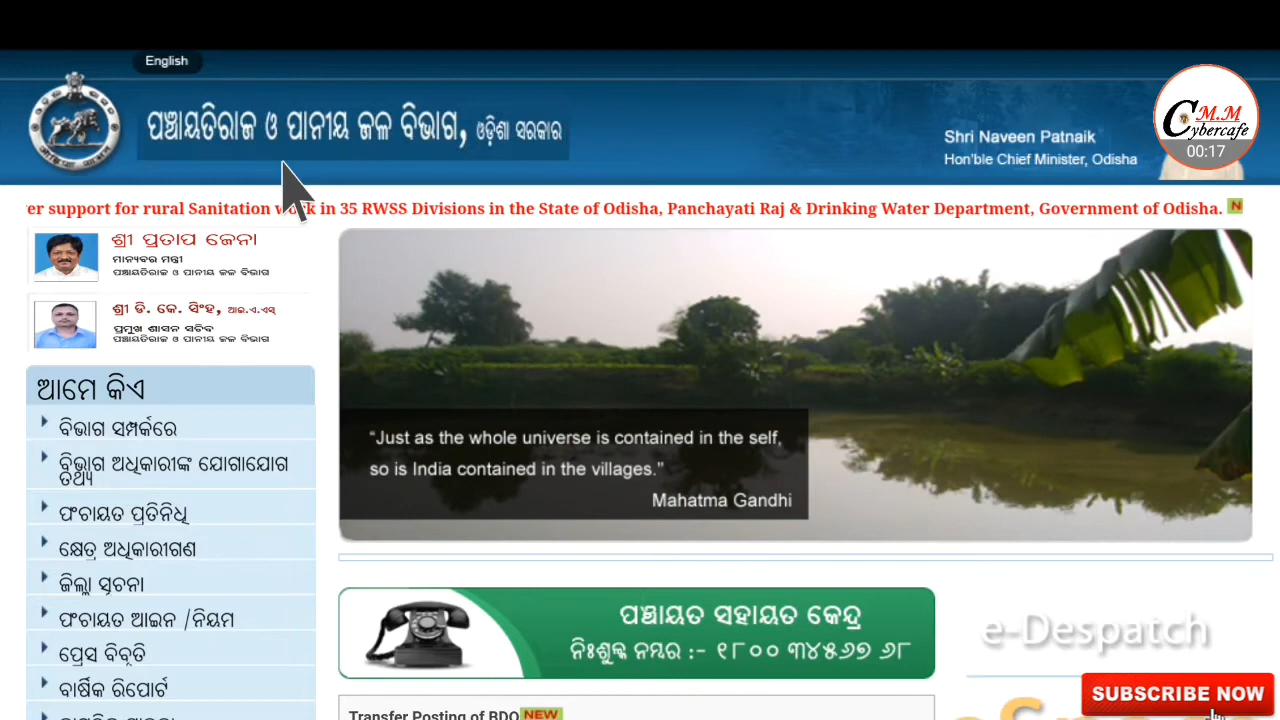 English
ପଞ୍ଚାୟତିରାଜ ଓ ପାନୀୟ ଜଳ ବିଭାଗ, ଓଡ଼ିଶା ସରକାର
C M.M
ybercafe
00:17
Shri Naveen Patnaik
Hon'ble Chief Minister, Odisha
er support for rural Sanitation work in 35 RWSS Divisions in the State of Odisha, Panchayati Raj & Drinking Water Department, Government of Odisha. N
ଶ୍ରୀ ପ୍ରତାପ ଜେନା
ମାନ୍ୟବର ମନ୍ତ୍ରୀ
ପଞ୍ଚାୟତିରାଜ ଓ ପାନୀୟ ଜଳ ବିଭାଗ
ଶ୍ରୀ ଡି. କେ. ସିଂହ, ଆଇ.ଏ.ଏସ୍
ପ୍ରମୁଖ ଶାସନ ସଚିବ
ପଞ୍ଚାୟତିରାଜ ଓ ପାନୀୟ ଜଳ ବିଭାଗ
ଆମେ କିଏ
ବିଭାଗ ସମ୍ପର୍କରେ
ବିଭାଗ ଅଧିକାରୀଙ୍କ ଯୋଗାଯୋଗ
ତଥ୍ୟ
ପଂଚାୟତ ପ୍ରତିନିଧି
କ୍ଷେତ୍ର ଅଧିକାରୀଗଣ
ଜିଲ୍ଲା ସୂଚନା
ପଂଚାୟତ ଆଇନ /ନିୟମ
ପ୍ରେସ ବିବୃତି
ବାର୍ଷିକ ରିପୋର୍ଟ
“Just as the whole universe is contained in the self,
so is India contained in the villages.”
Mahatma Gandhi
ପଞ୍ଚାୟତ ସହାୟତ କେନ୍ଦ୍ର
ନିଃଶୁଳ୍କ ନମ୍ବର :- ୧୮୦୦ ୩୪୫୬୭ ୬୮
e-Despatch
Transfer Posting of BDO NEW
SUBSCRIBE NOW